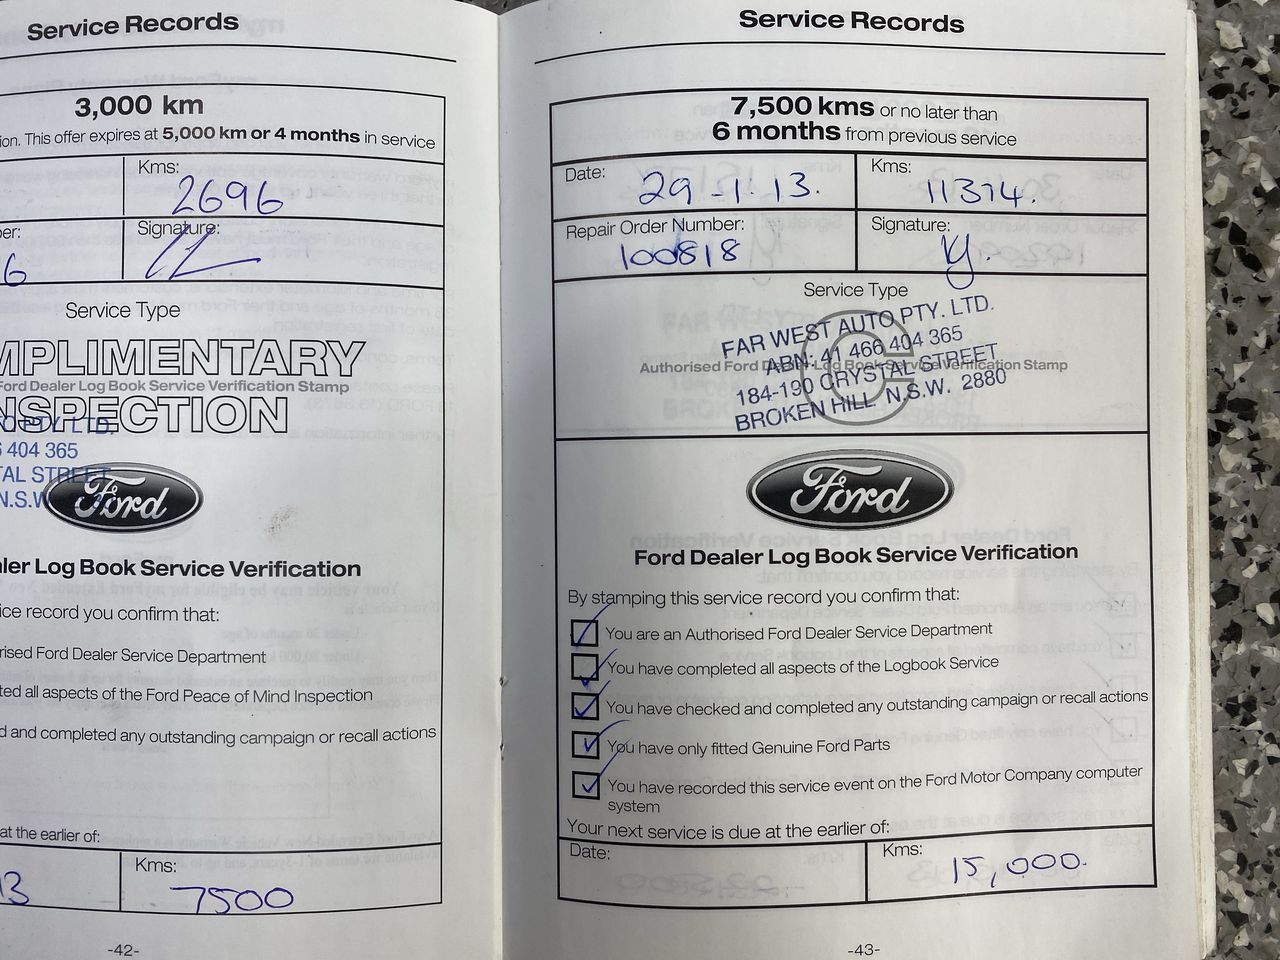 Service Records
3,000 km
ion. This offer expires at 5,000 km or 4 months in service
Kms:
2696
ber:
6
Signature:
Service Type
MPLIMENTARY
Ford Dealer Log Book Service Verification Stamp
NSPECTION
PTY. LTD.
6 404 365
TAL STREET
N.S.W.
Ford
aler Log Book Service Verification
ice record you confirm that:
rised Ford Dealer Service Department
ted all aspects of the Ford Peace of Mind Inspection
d and completed any outstanding campaign or recall actions
at the earlier of:
13
Kms:
7500
-42-
Service Records
7,500 kms or no later than
6 months from previous service
Date: 29-1-13.
Kms: 11374.
Repair Order Number:
100818
Signature:
Service Type
FAR WEST AUTO PTY. LTD.
ABN: 41 466 404 365
Authorised Ford Dealer Log Book Service Verification Stamp
C
184-190 CRYSTAL STREET
BROKEN HILL N.S.W. 2880
Ford
Ford Dealer Log Book Service Verification
By stamping this service record you confirm that:
You are an Authorised Ford Dealer Service Department
You have completed all aspects of the Logbook Service
You have checked and completed any outstanding campaign or recall actions
You have only fitted Genuine Ford Parts
You have recorded this service event on the Ford Motor Company computer
system
Your next service is due at the earlier of:
Date:
Kms: 15,000.
-43-